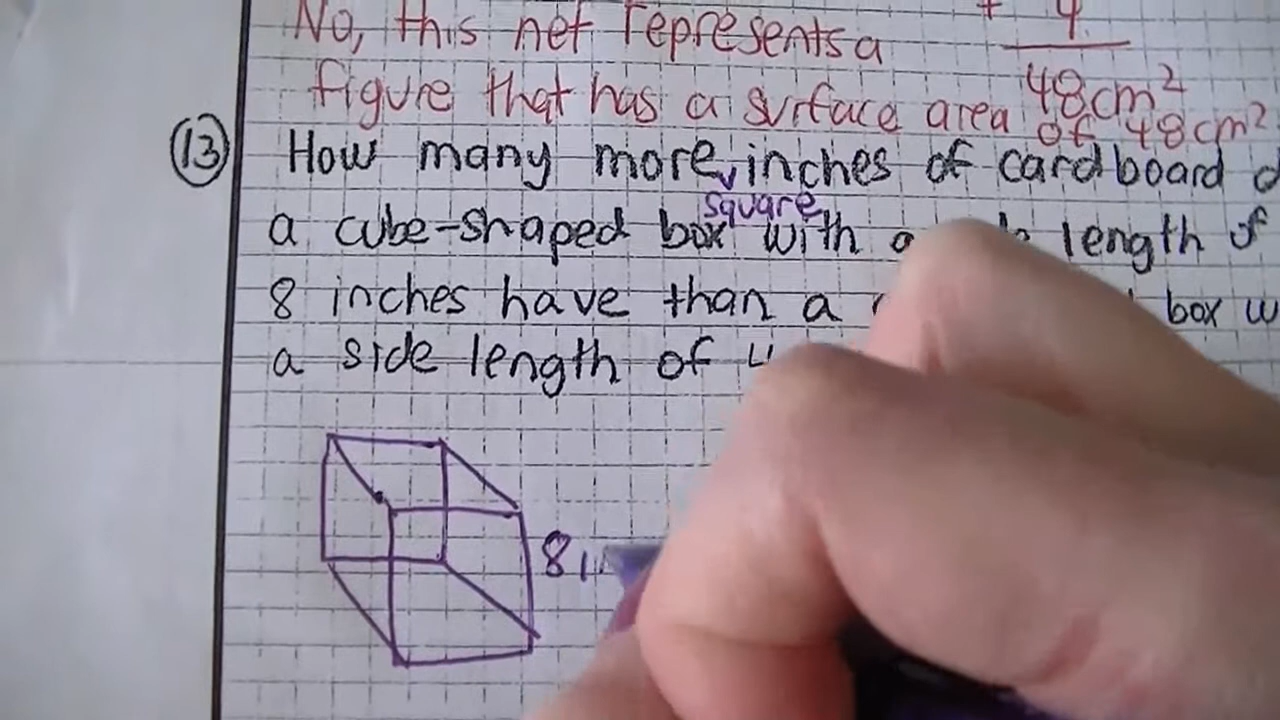 No, this net represents a
+ 4
figure that has a surface area of 48cm²
48cm²
13 How many more, inches of cardboard
square
a cube-shaped box with a length of
8 inches have than a box
a side length of
8